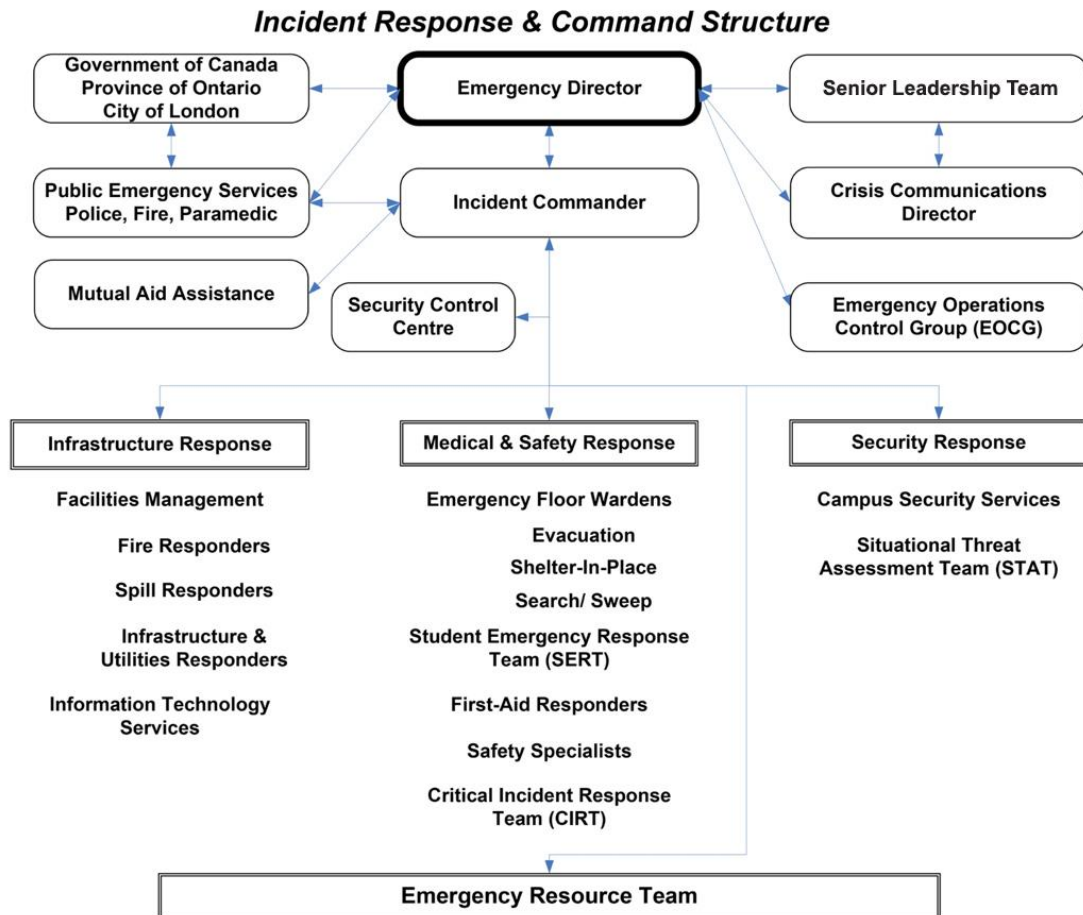 Incident Response & Command Structure
Government of Canada
Province of Ontario
City of London
Emergency Director
Senior Leadership Team
Public Emergency Services
Police, Fire, Paramedic
Incident Commander
Crisis Communications
Director
Mutual Aid Assistance
Security Control
Centre
Emergency Operations
Control Group (EOCG)
Infrastructure Response
Medical & Safety Response
Security Response
Facilities Management
Fire Responders
Spill Responders
Infrastructure &
Utilities Responders
Information Technology
Services
Emergency Floor Wardens
Evacuation
Shelter-In-Place
Search/ Sweep
Student Emergency Response
Team (SERT)
First-Aid Responders
Safety Specialists
Critical Incident Response
Team (CIRT)
Campus Security Services
Situational Threat
Assessment Team (STAT)
Emergency Resource Team